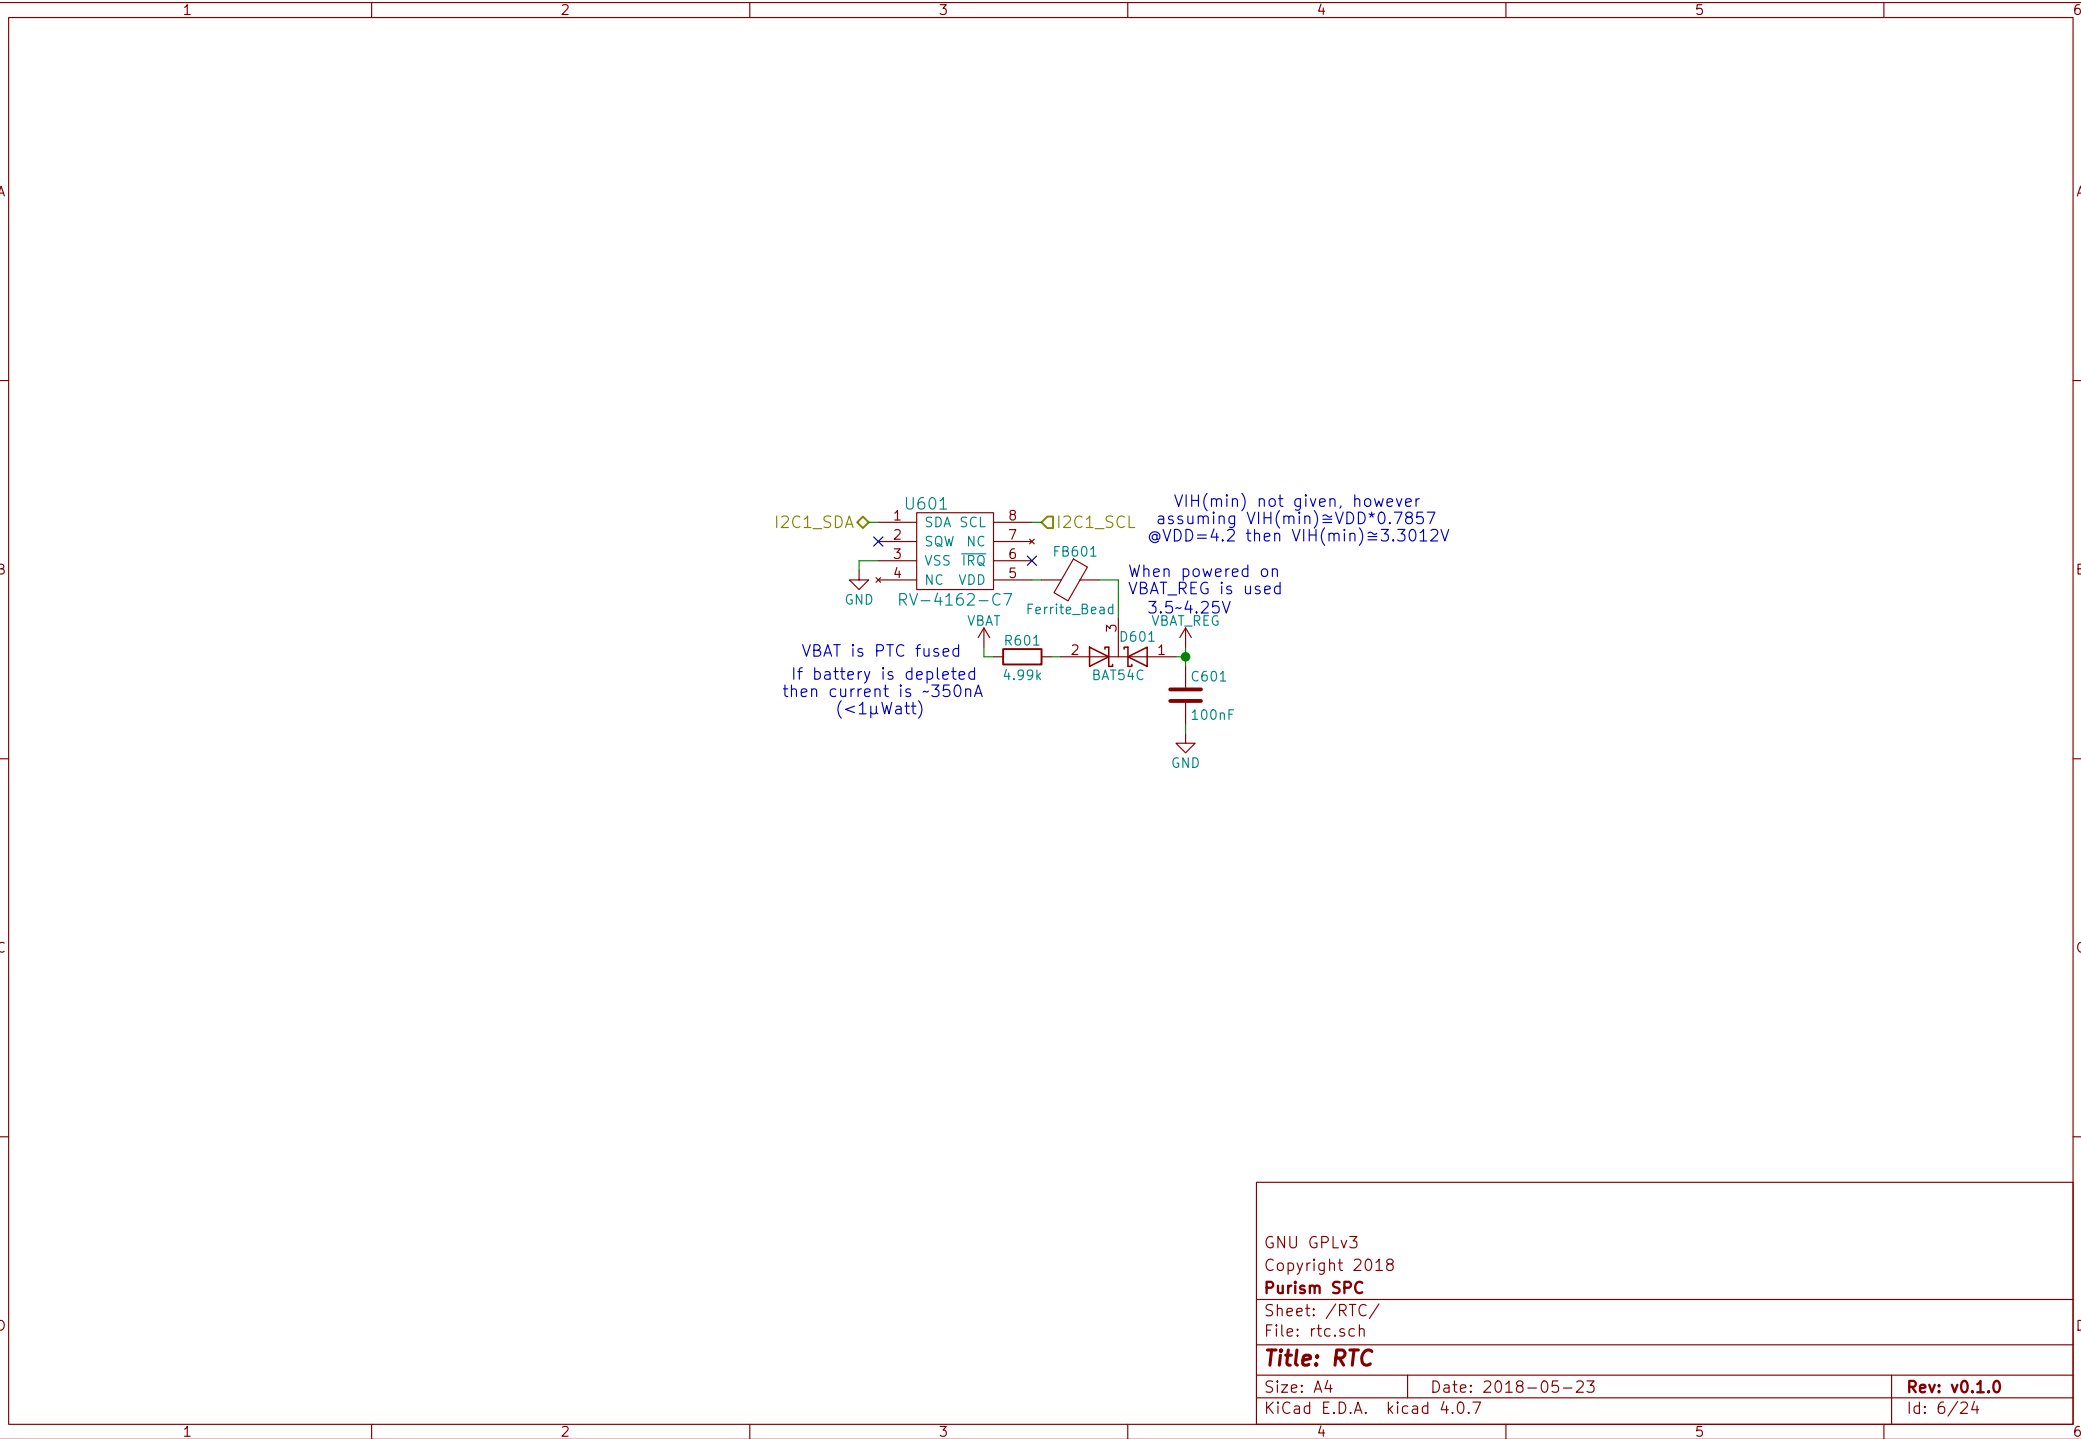 1 2 3 4 5 6
A A
B B
C C
D D
U601
I2C1_SDA 1 SDA SCL 8 I2C1_SCL
2 SQW NC 7
3 VSS IRQ 6
4 NC VDD 5
GND
RV-4162-C7
FB601
Ferrite_Bead
VIH(min) not given, however
assuming VIH(min)≅VDD*0.7857
@VDD=4.2 then VIH(min)≅3.3012V
When powered on
VBAT_REG is used
3.5~4.25V
VBAT_REG
VBAT
R601
4.99k
3
D601
2 1
BAT54C
VBAT is PTC fused
If battery is depleted
then current is ~350nA
(<1μWatt)
C601
100nF
GND
GNU GPLv3
Copyright 2018
Purism SPC
Sheet: /RTC/
File: rtc.sch
Title: RTC
Size: A4 Date: 2018-05-23 Rev: v0.1.0
KiCad E.D.A. kicad 4.0.7 Id: 6/24
1 2 3 4 5 6